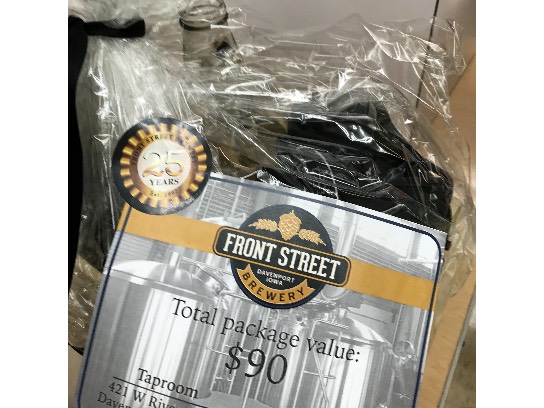 25
YEARS
FRONT STREET
DAVENPORT
IOWA
BREWERY
Total package value:
$90
Taproom
421 W